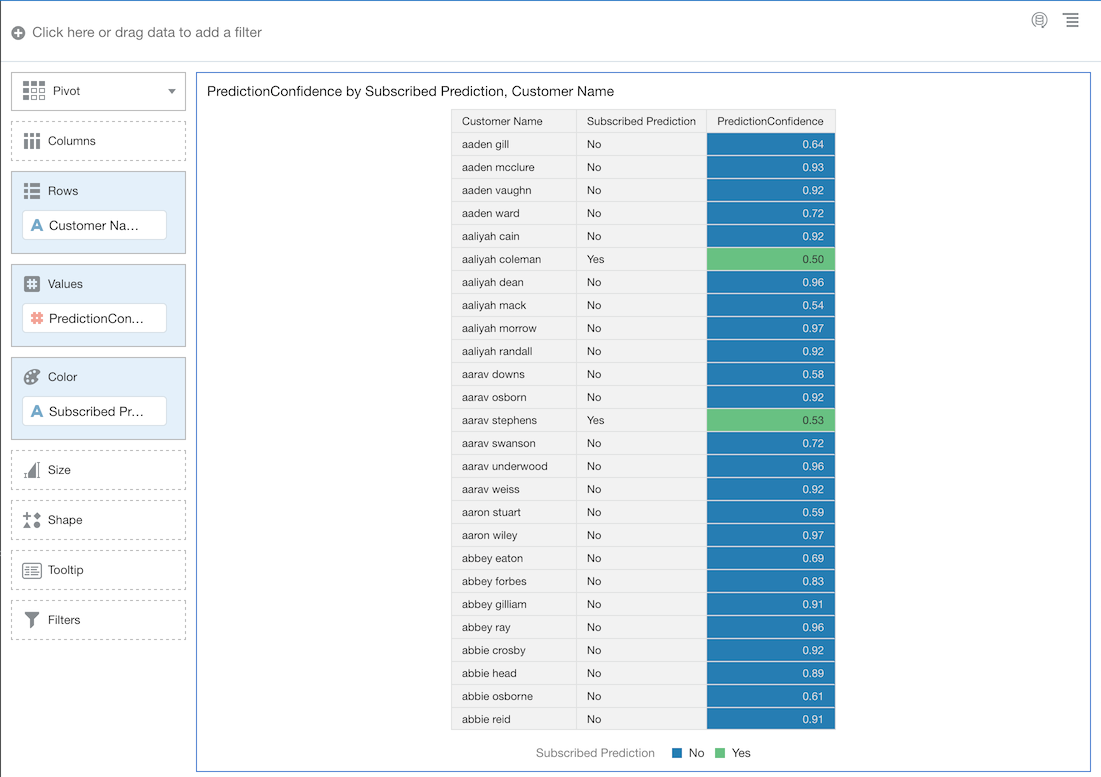 Click here or drag data to add a filter
Pivot
Columns
Rows
A Customer Na...
Values
PredictionCon...
Color
A Subscribed Pr...
Size
Shape
Tooltip
Filters
PredictionConfidence by Subscribed Prediction, Customer Name
Customer Name Subscribed Prediction PredictionConfidence
aaden gill No 0.64
aaden mcclure No 0.93
aaden vaughn No 0.92
aaden ward No 0.72
aaliyah cain No 0.92
aaliyah coleman Yes 0.50
aaliyah dean No 0.96
aaliyah mack No 0.54
aaliyah morrow No 0.97
aaliyah randall No 0.92
aarav downs No 0.58
aarav osborn No 0.92
aarav stephens Yes 0.53
aarav swanson No 0.72
aarav underwood No 0.96
aarav weiss No 0.92
aaron stuart No 0.59
aaron wiley No 0.97
abbey eaton No 0.69
abbey forbes No 0.83
abbey gilliam No 0.91
abbey ray No 0.96
abbie crosby No 0.92
abbie head No 0.89
abbie osborne No 0.61
abbie reid No 0.91
Subscribed Prediction No Yes